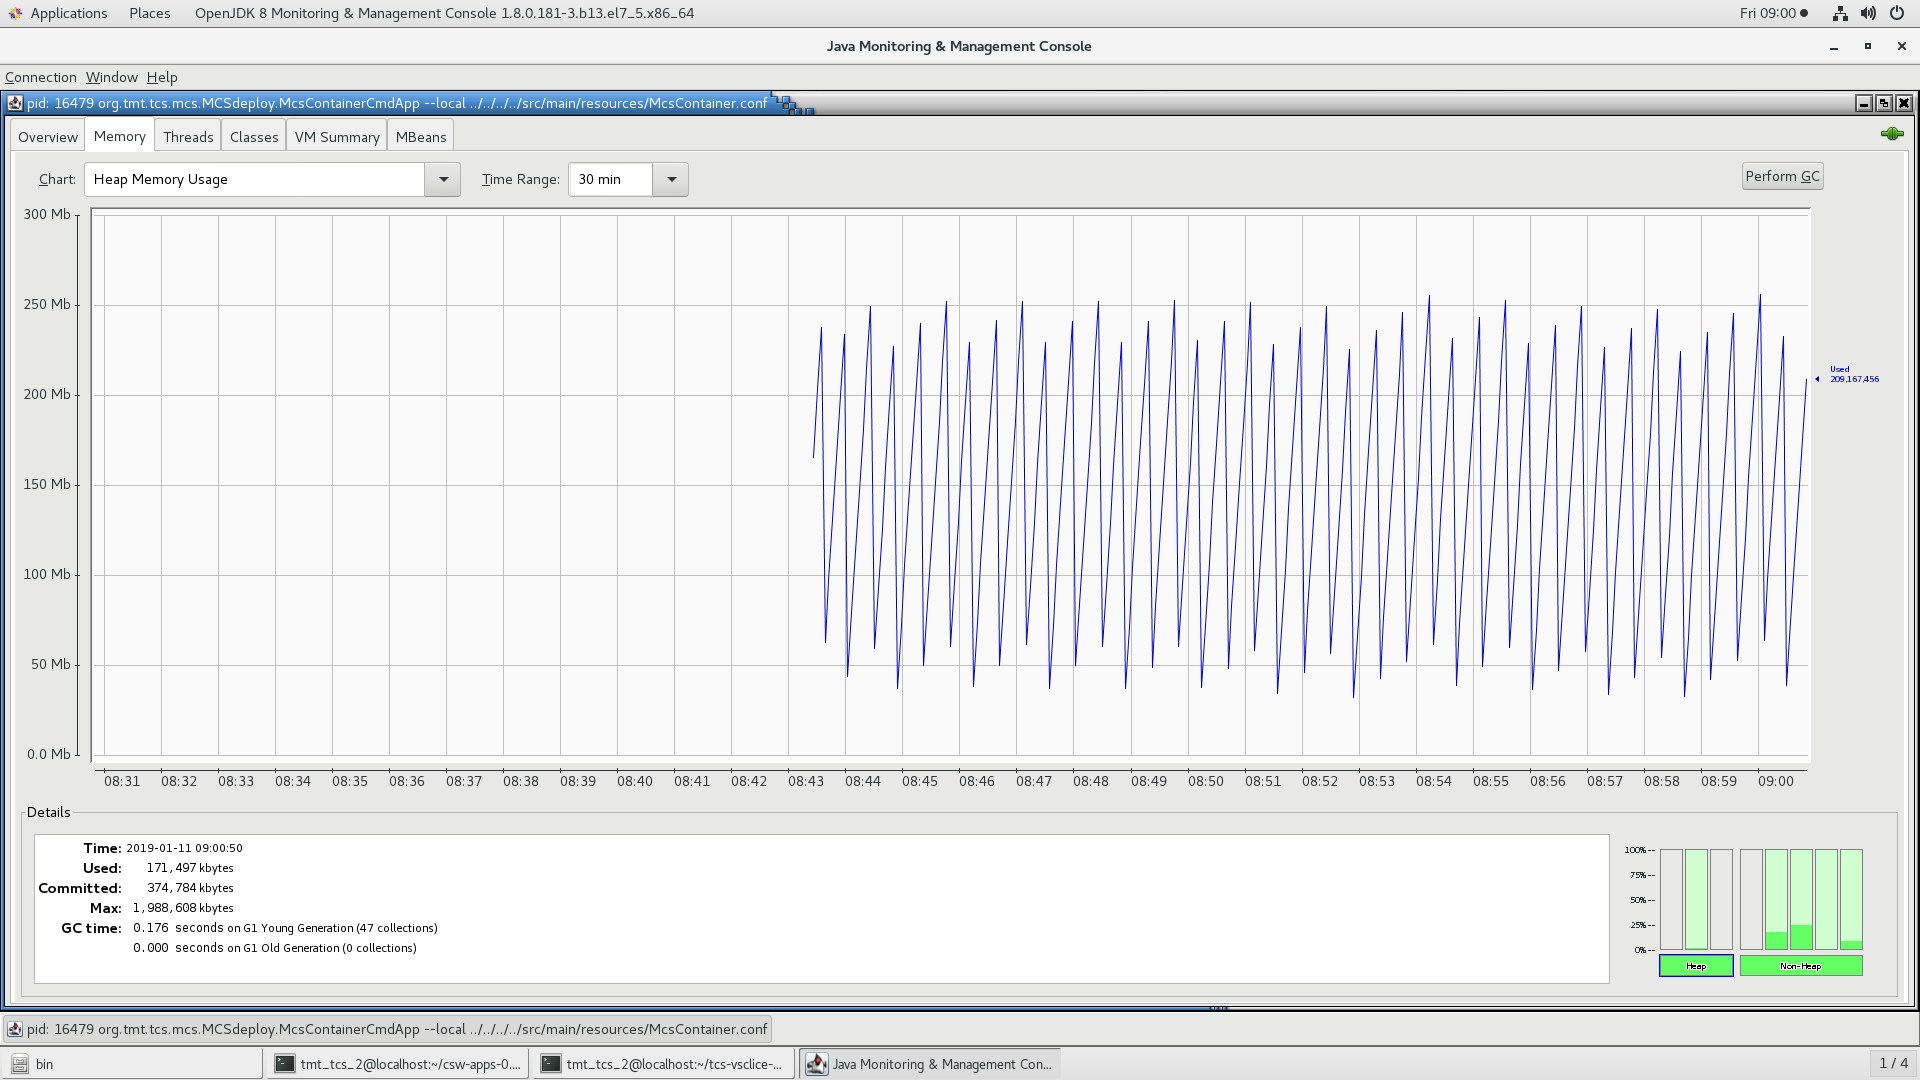 Applications Places OpenJDK 8 Monitoring & Management Console 1.8.0.181-3.b13.el7_5.x86_64 Fri 09:00
Java Monitoring & Management Console
Connection Window Help
pid: 16479 org.tmt.tcs.mcs.MCSdeploy.McsContainerCmdApp --local ../../../../src/main/resources/McsContainer.conf
Overview Memory Threads Classes VM Summary MBeans
Chart: Heap Memory Usage Time Range: 30 min Perform GC
300 Mb
250 Mb
200 Mb
150 Mb
100 Mb
50 Mb
0.0 Mb
Used
209,167,456
08:31 08:32 08:33 08:34 08:35 08:36 08:37 08:38 08:39 08:40 08:41 08:42 08:43 08:44 08:45 08:46 08:47 08:48 08:49 08:50 08:51 08:52 08:53 08:54 08:55 08:56 08:57 08:58 08:59 09:00
Details
Time: 2019-01-11 09:00:50
Used: 171,497 kbytes
Committed: 374,784 kbytes
Max: 1,988,608 kbytes
GC time: 0.176 seconds on G1 Young Generation (47 collections)
0.000 seconds on G1 Old Generation (0 collections)
100%--
75%--
50%--
25%--
0%--
Heap Non-Heap
pid: 16479 org.tmt.tcs.mcs.MCSdeploy.McsContainerCmdApp --local ../../../../src/main/resources/McsContainer.conf
bin tmt_tcs_2@localhost:~/csw-apps-0.... tmt_tcs_2@localhost:~/tcs-vsclice-... Java Monitoring & Management Con... 1 / 4